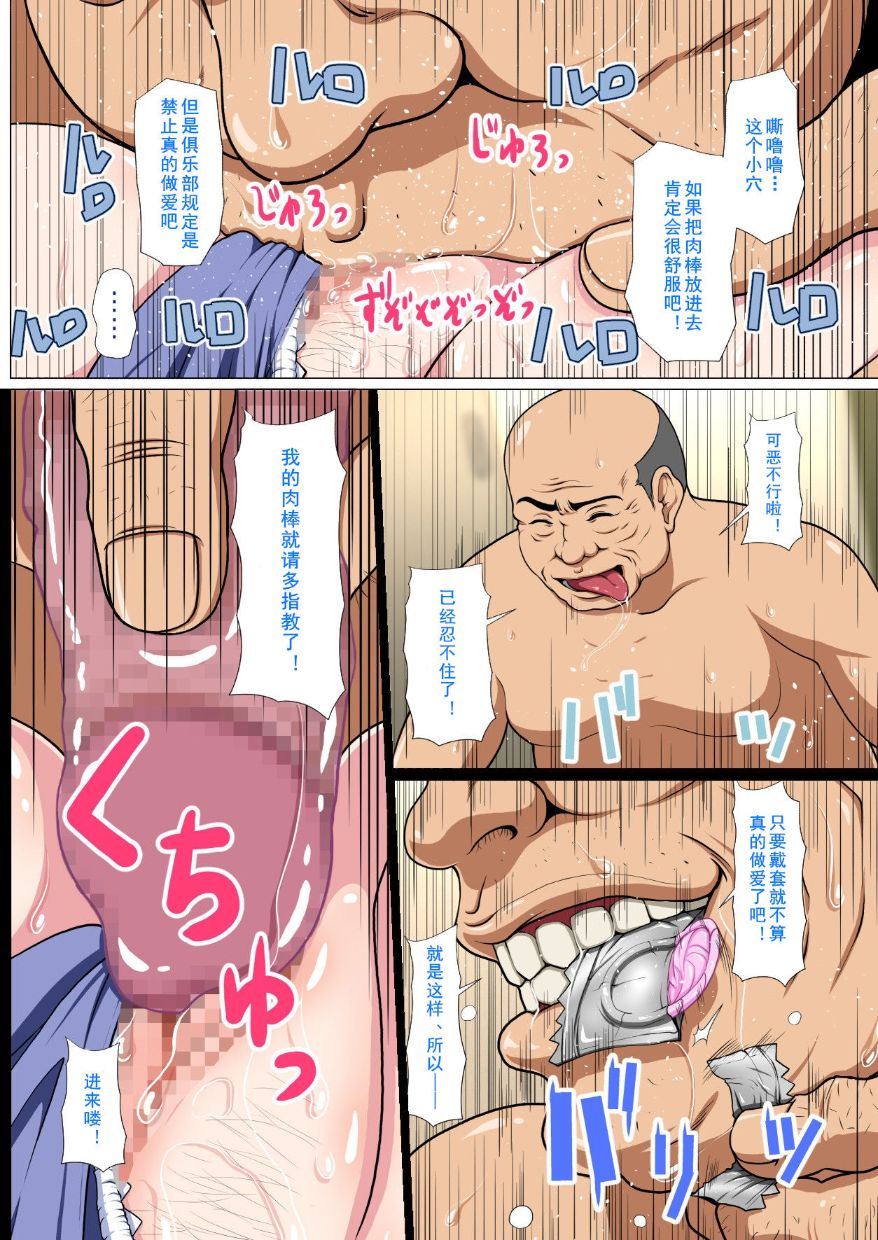 嘶噜噜…
这个小穴
如果把肉棒放进去
肯定会很舒服吧！
但是俱乐部规定是
禁止真的做爱吧
……
ルロ
ルロ
ルロ
ルロ
ルロ
ルロ
ルロ
ルロ
じゅろっ
じゅろっ
ずぞぞぞっぞっ
可恶不行啦！
已经忍不住了！
ガバッ
只要戴套就不算
真的做爱了吧！
就是这样、所以——
ビリッ
我的肉棒就请多指教了！
くちゅっ
进来喽！